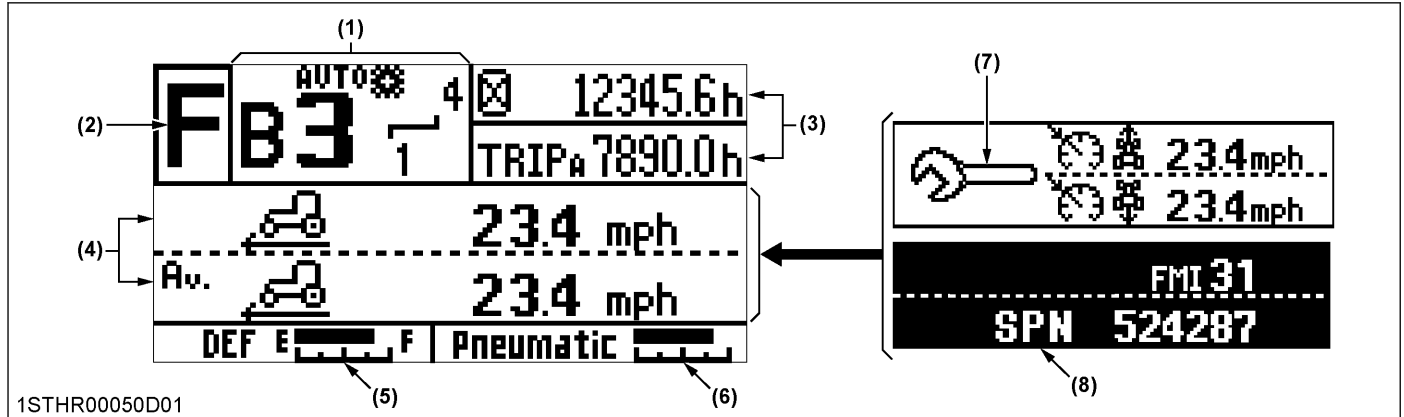 (1)
(2)
F
AUTO
B3
4
1
12345.6h
TRIP A 7890.0h
(3)
(4)
23.4 mph
Av.
23.4 mph
DEF E F
Pneumatic
(5)
(6)
(7)
23.4mph
23.4mph
FMI 31
SPN 524287
(8)
1STHR00050D01